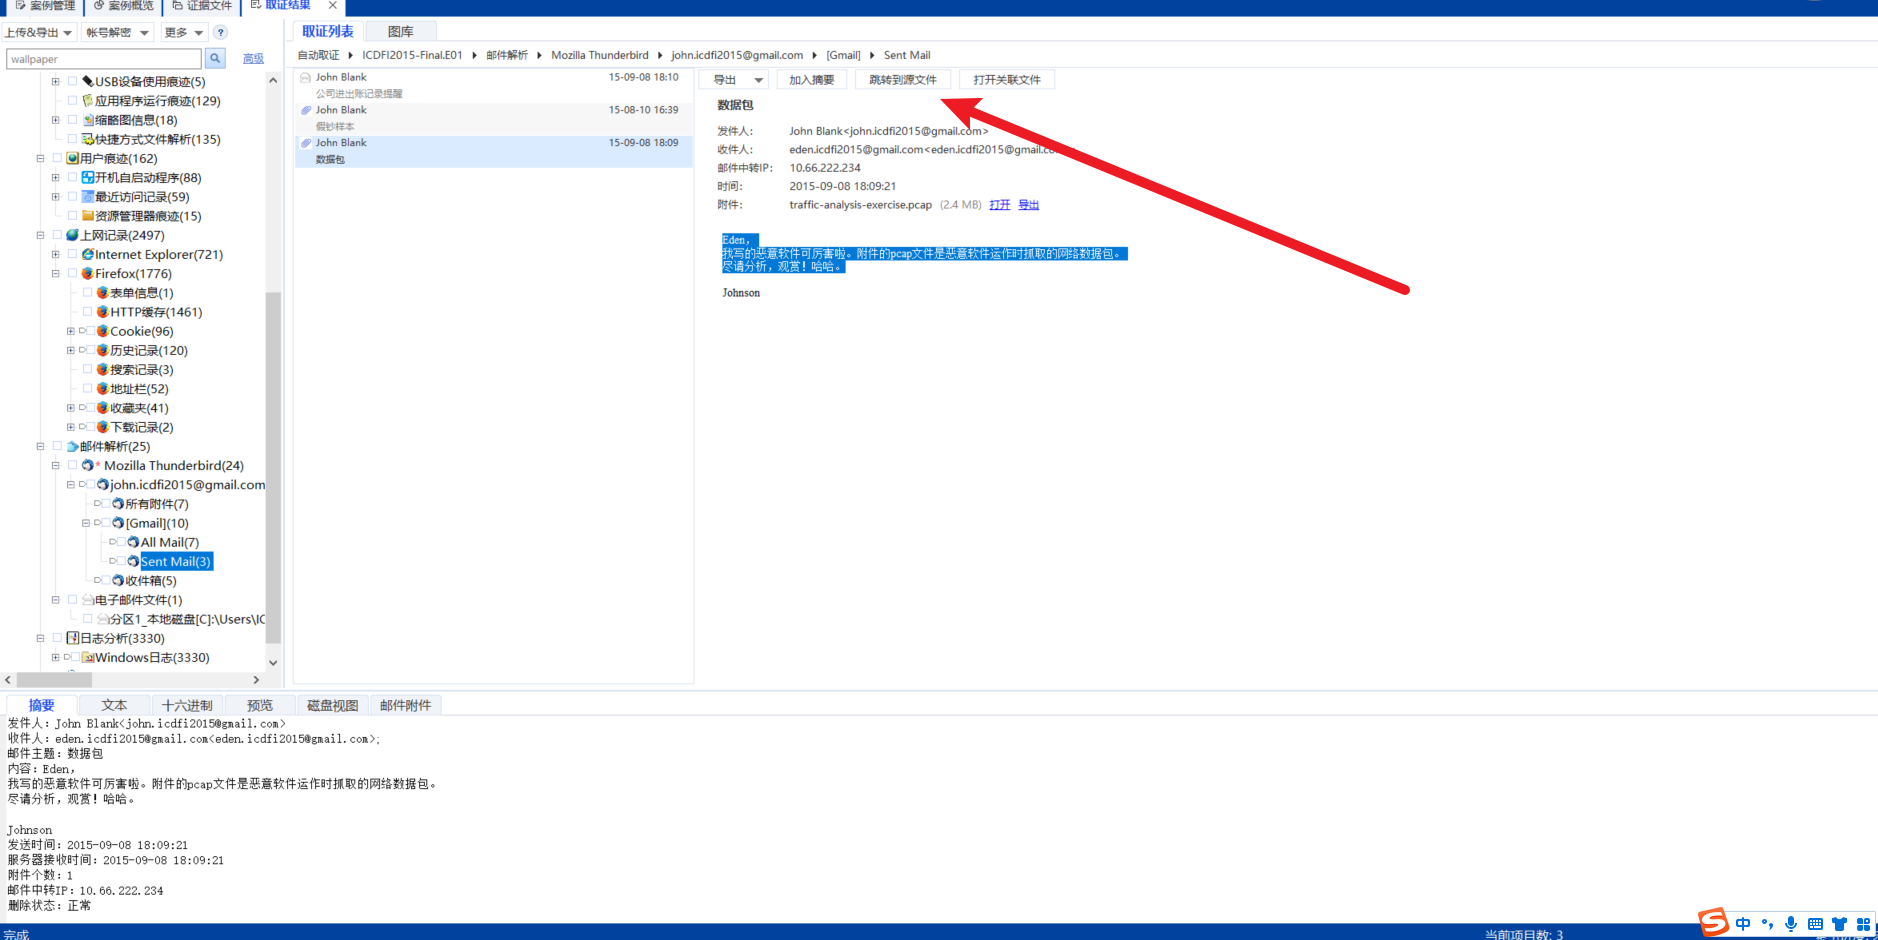 案例管理 案例概览 证据文件 取证结果 ✕
上传&导出 帐号解密 更多 ?
wallpaper 高级
USB设备使用痕迹(5)
应用程序运行痕迹(129)
缩略图信息(18)
快捷方式文件解析(135)
用户痕迹(162)
开机自启动程序(88)
最近访问记录(59)
资源管理器痕迹(15)
上网记录(2497)
Internet Explorer(721)
Firefox(1776)
表单信息(1)
HTTP缓存(1461)
Cookie(96)
历史记录(120)
搜索记录(3)
地址栏(52)
收藏夹(41)
下载记录(2)
邮件解析(25)
* Mozilla Thunderbird(24)
john.icdfi2015@gmail.com
所有附件(7)
[Gmail](10)
All Mail(7)
Sent Mail(3)
收件箱(5)
电子邮件文件(1)
分区1_本地磁盘[C]:\Users\IC
日志分析(3330)
Windows日志(3330)
取证列表 图库
自动取证 ▸ ICDFI2015-Final.E01 ▸ 邮件解析 ▸ Mozilla Thunderbird ▸ john.icdfi2015@gmail.com ▸ [Gmail] ▸ Sent Mail
John Blank 15-09-08 18:10
公司进出账记录提醒
John Blank 15-08-10 16:39
假钞样本
John Blank 15-09-08 18:09
数据包
导出 加入摘要 跳转到源文件 打开关联文件
数据包
发件人: John Blank<john.icdfi2015@gmail.com>
收件人: eden.icdfi2015@gmail.com<eden.icdfi2015@gmail.co
邮件中转IP: 10.66.222.234
时间: 2015-09-08 18:09:21
附件: traffic-analysis-exercise.pcap (2.4 MB) 打开 导出
Eden，
我写的恶意软件可厉害啦。附件的pcap文件是恶意软件运作时抓取的网络数据包。
尽请分析，观赏！哈哈。
Johnson
摘要 文本 十六进制 预览 磁盘视图 邮件附件
发件人：John Blank<john.icdfi2015@gmail.com>
收件人：eden.icdfi2015@gmail.com<eden.icdfi2015@gmail.com>;
邮件主题：数据包
内容：Eden，
我写的恶意软件可厉害啦。附件的pcap文件是恶意软件运作时抓取的网络数据包。
尽请分析，观赏！哈哈。
Johnson
发送时间：2015-09-08 18:09:21
服务器接收时间：2015-09-08 18:09:21
附件个数：1
邮件中转IP：10.66.222.234
删除状态：正常
完成 当前项目数: 3
S 中